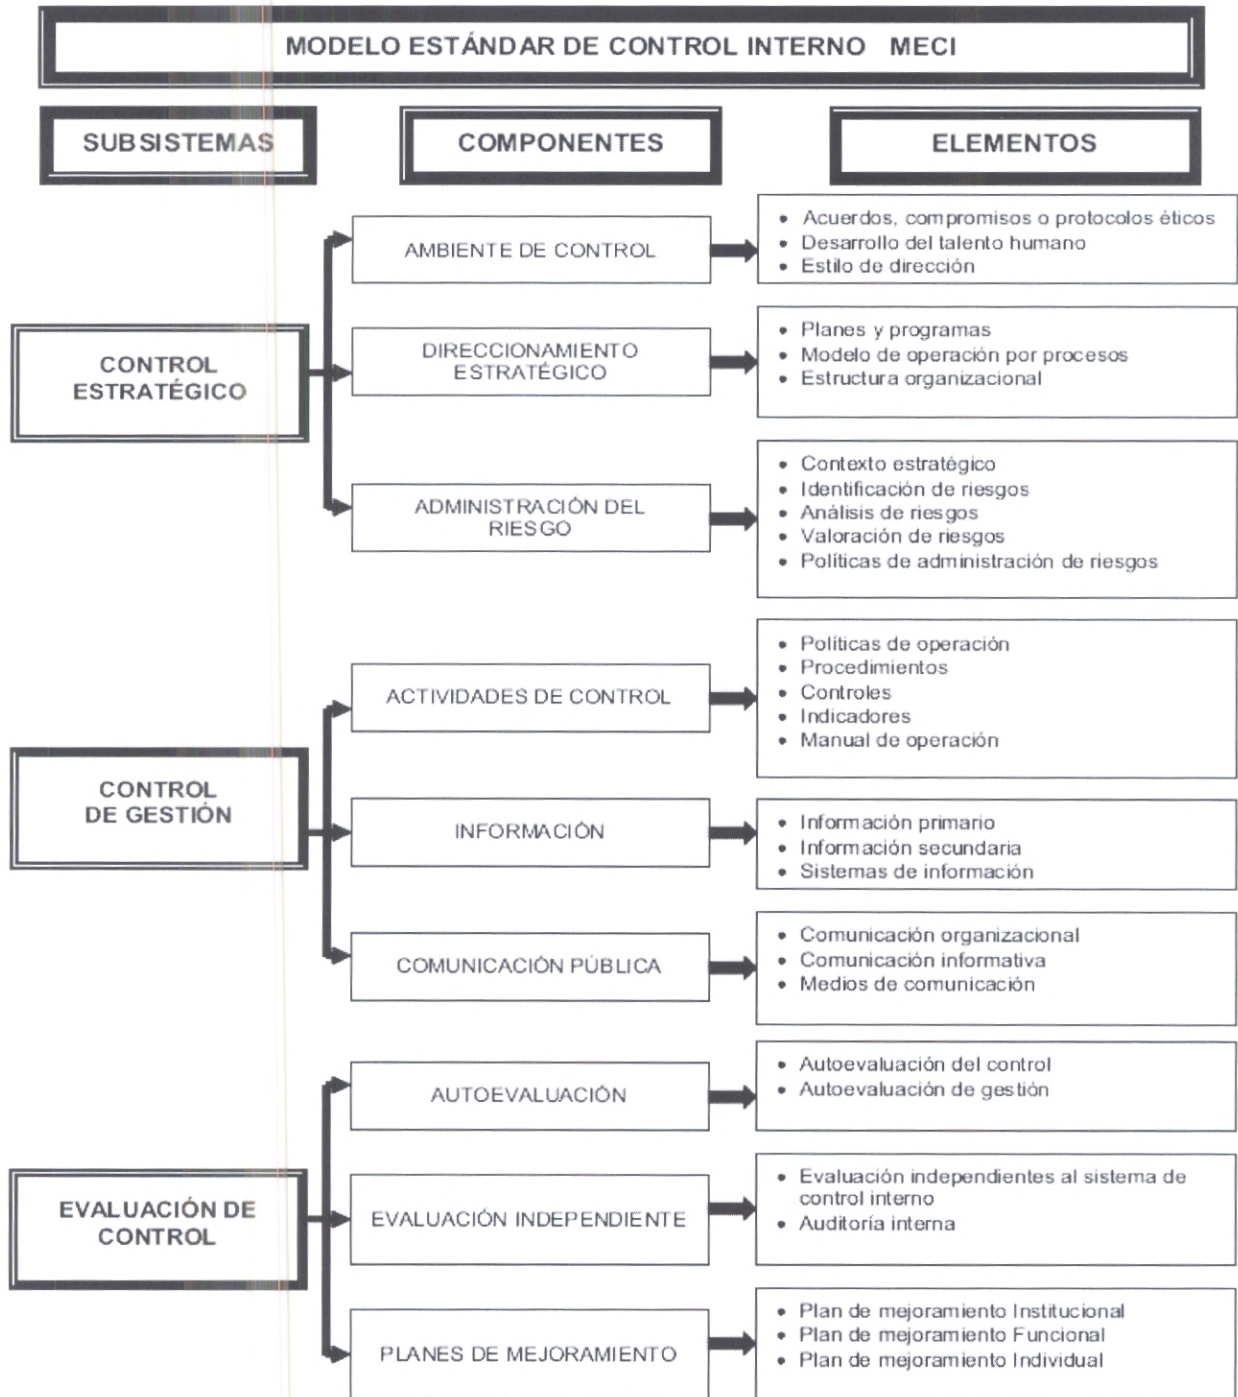 MODELO ESTÁNDAR DE CONTROL INTERNO MECI
SUBSISTEMAS
COMPONENTES
ELEMENTOS
CONTROL
ESTRATÉGICO
AMBIENTE DE CONTROL
• Acuerdos, compromisos o protocolos éticos
• Desarrollo del talento humano
• Estilo de dirección
DIRECCIONAMIENTO
ESTRATÉGICO
• Planes y programas
• Modelo de operación por procesos
• Estructura organizacional
ADMINISTRACIÓN DEL
RIESGO
• Contexto estratégico
• Identificación de riesgos
• Análisis de riesgos
• Valoración de riesgos
• Políticas de administración de riesgos
CONTROL
DE GESTIÓN
ACTIVIDADES DE CONTROL
• Políticas de operación
• Procedimientos
• Controles
• Indicadores
• Manual de operación
INFORMACIÓN
• Información primario
• Información secundaria
• Sistemas de información
COMUNICACIÓN PÚBLICA
• Comunicación organizacional
• Comunicación informativa
• Medios de comunicación
EVALUACIÓN DE
CONTROL
AUTOEVALUACIÓN
• Autoevaluación del control
• Autoevaluación de gestión
EVALUACIÓN INDEPENDIENTE
• Evaluación independientes al sistema de
control interno
• Auditoría interna
PLANES DE MEJORAMIENTO
• Plan de mejoramiento Institucional
• Plan de mejoramiento Funcional
• Plan de mejoramiento Individual